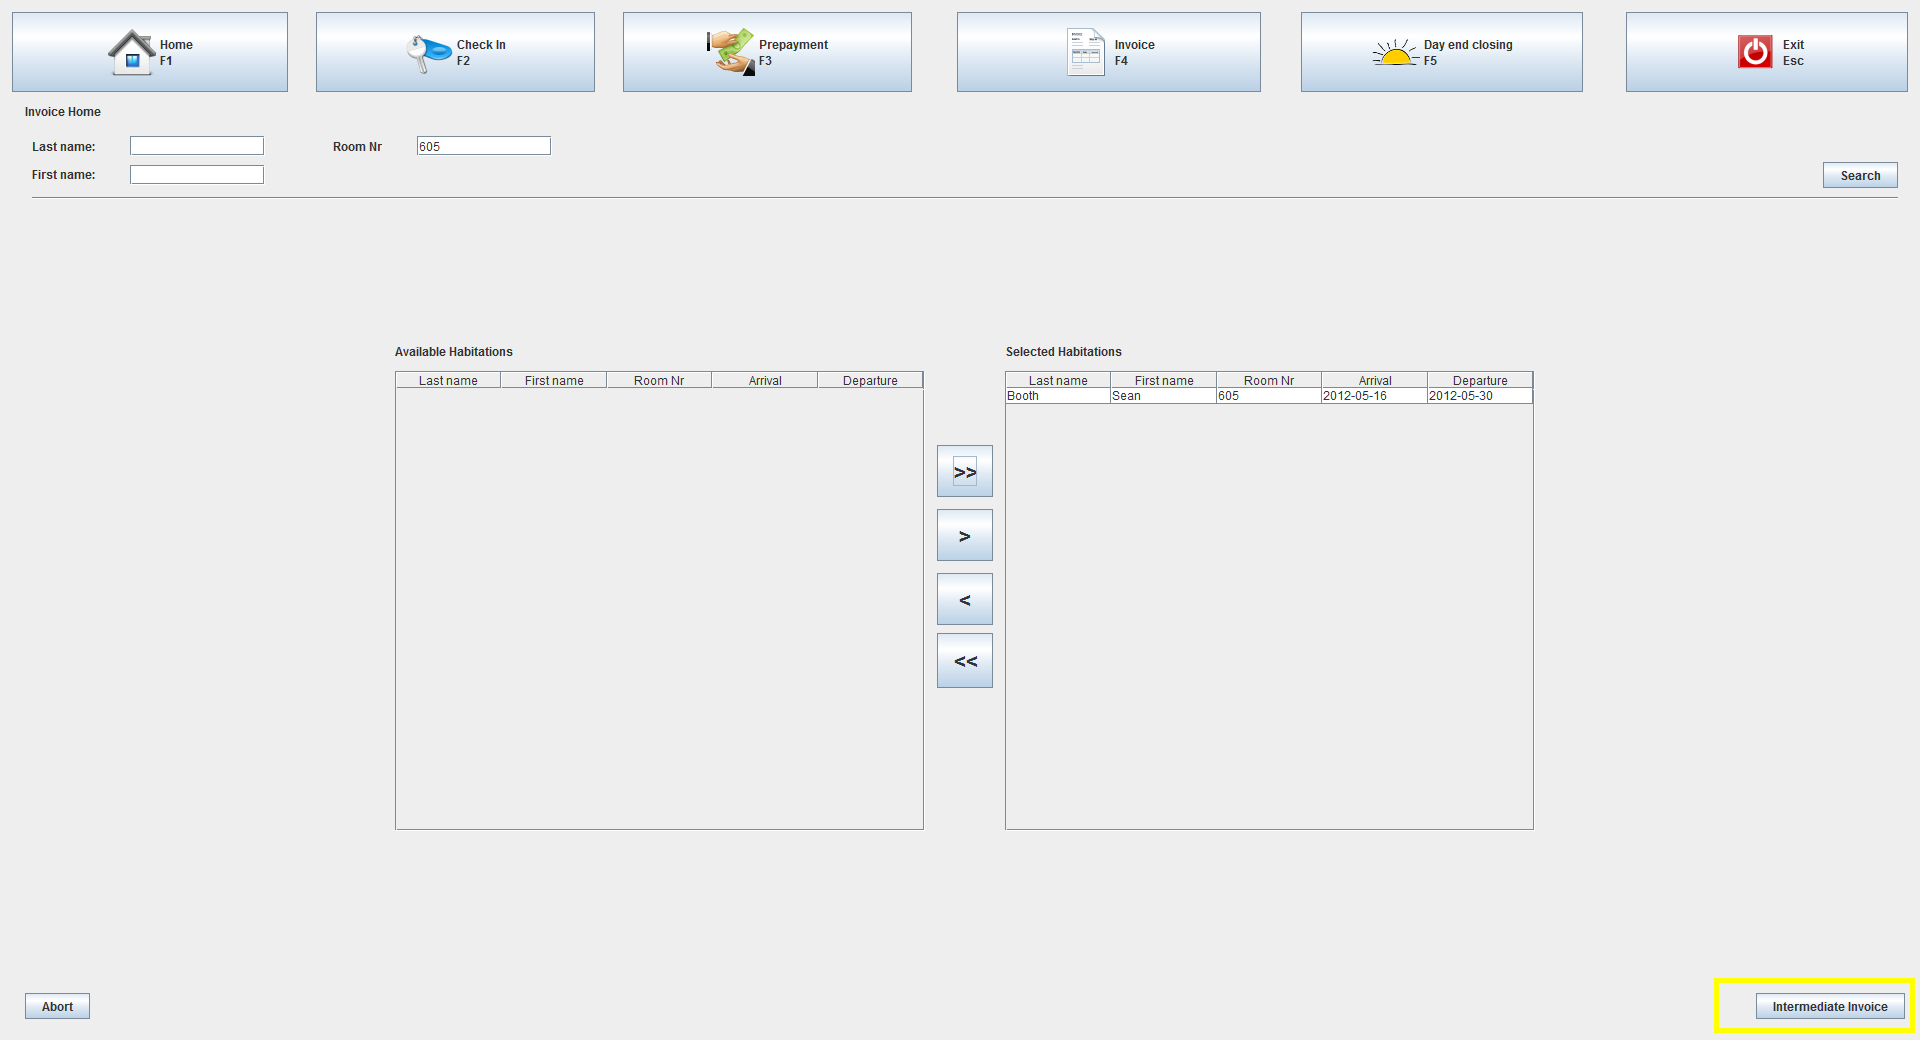 Home
F1
Check In
F2
Prepayment
F3
Invoice
F4
Day end closing
F5
Exit
Esc
Invoice Home
Last name:
Room Nr 605
First name:
Search
Available Habitations
Last name First name Room Nr Arrival Departure
Selected Habitations
Last name First name Room Nr Arrival Departure
Booth Sean 605 2012-05-16 2012-05-30
>>
>
<
<<
Abort
Intermediate Invoice